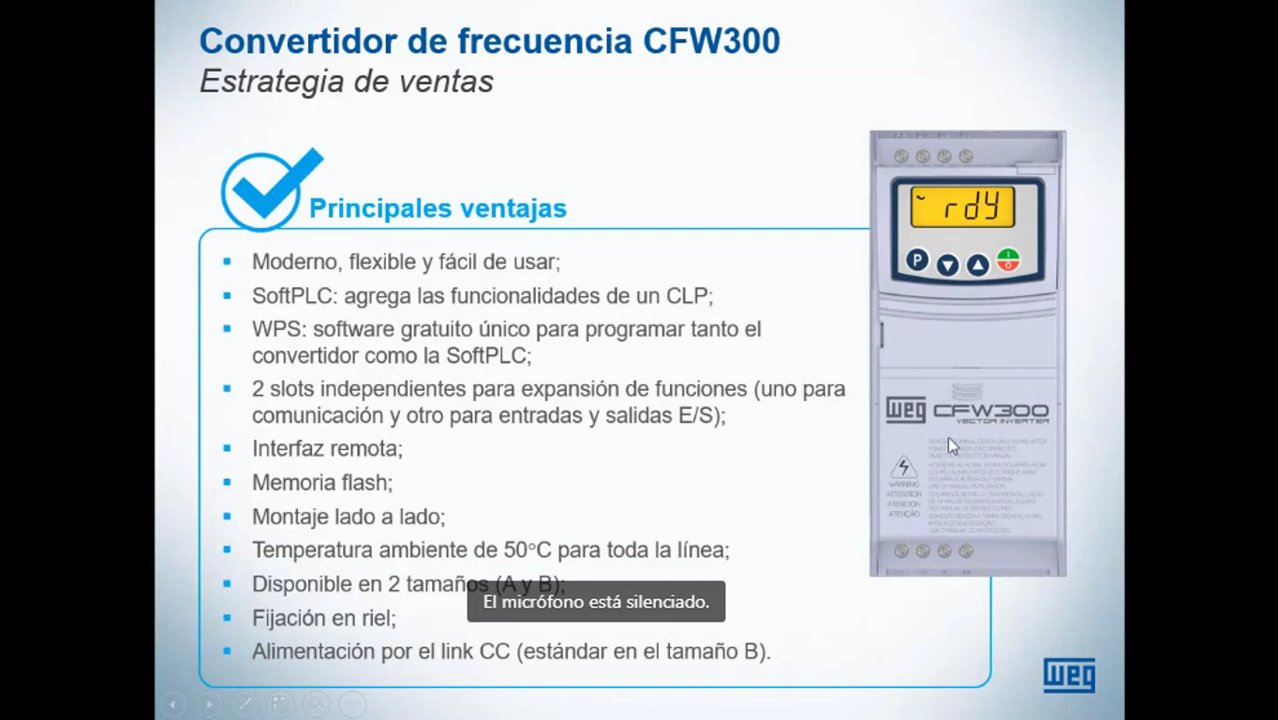 Convertidor de frecuencia CFW300
Estrategia de ventas
Principales ventajas
Moderno, flexible y fácil de usar;
SoftPLC: agrega las funcionalidades de un CLP;
WPS: software gratuito único para programar tanto el
convertidor como la SoftPLC;
2 slots independientes para expansión de funciones (uno para
comunicación y otro para entradas y salidas E/S);
Interfaz remota;
Memoria flash;
Montaje lado a lado;
Temperatura ambiente de 50°C para toda la línea;
Disponible en 2 tamaños (A y B);
El micrófono está silenciado.
Fijación en riel;
Alimentación por el link CC (estándar en el tamaño B).
rdy
P
I
O
WEG CFW300
VECTOR INVERTER
WARNING
ATTENTION
ATENCION
ATENÇÃO
WEG